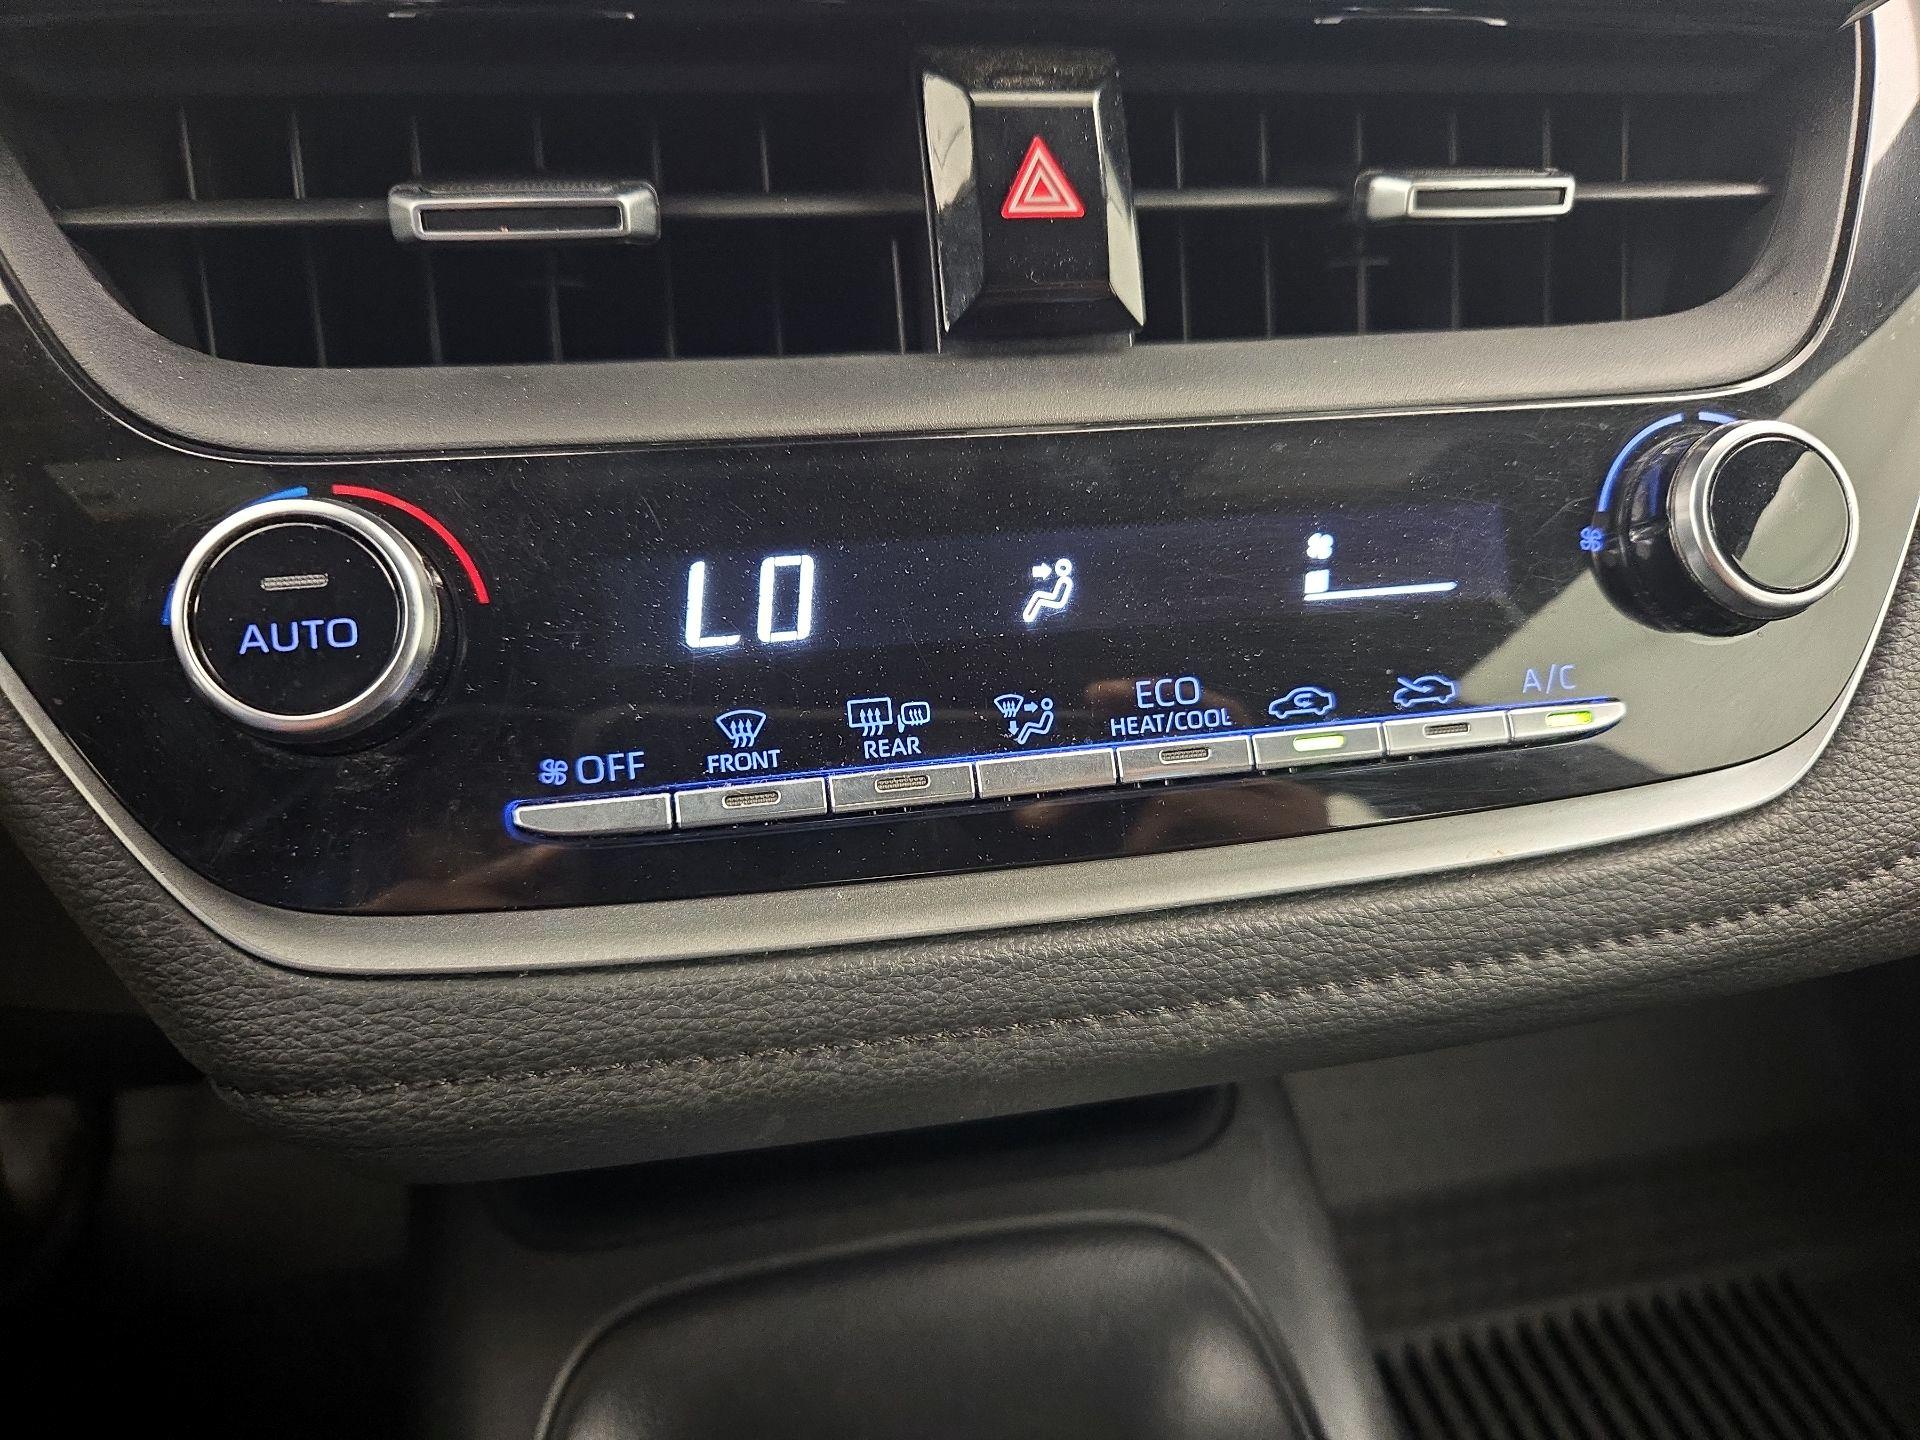 LO
AUTO
OFF
FRONT
REAR
ECO
HEAT/COOL
A/C